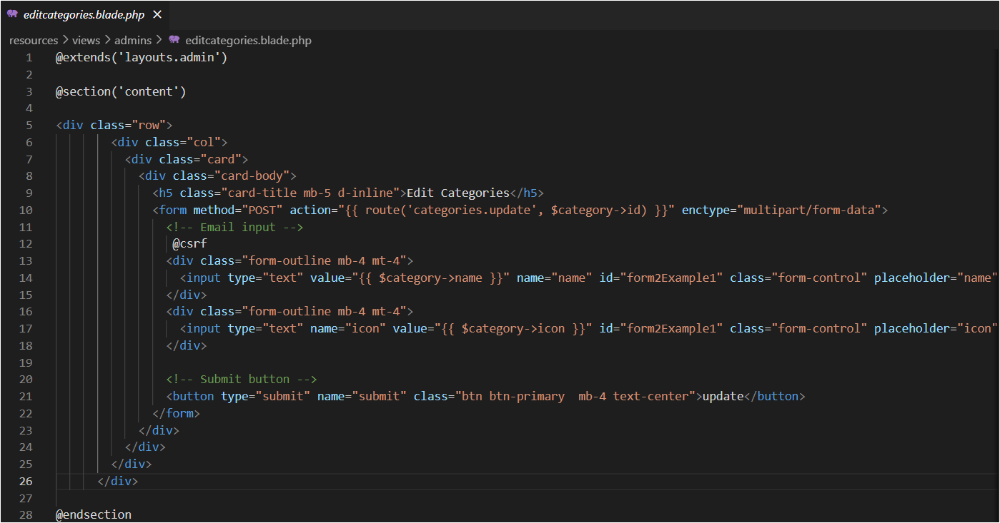 editcategories.blade.php ×
resources > views > admins > editcategories.blade.php
1 @extends('layouts.admin')
2
3 @section('content')
4
5 <div class="row">
6 <div class="col">
7 <div class="card">
8 <div class="card-body">
9 <h5 class="card-title mb-5 d-inline">Edit Categories</h5>
10 <form method="POST" action="{{ route('categories.update', $category->id) }}" enctype="multipart/form-data">
11 <!-- Email input -->
12 @csrf
13 <div class="form-outline mb-4 mt-4">
14 <input type="text" value="{{ $category->name }}" name="name" id="form2Example1" class="form-control" placeholder="name"
15 </div>
16 <div class="form-outline mb-4 mt-4">
17 <input type="text" name="icon" value="{{ $category->icon }}" id="form2Example1" class="form-control" placeholder="icon"
18 </div>
19
20 <!-- Submit button -->
21 <button type="submit" name="submit" class="btn btn-primary  mb-4 text-center">update</button>
22 </form>
23 </div>
24 </div>
25 </div>
26 </div>
27
28 @endsection